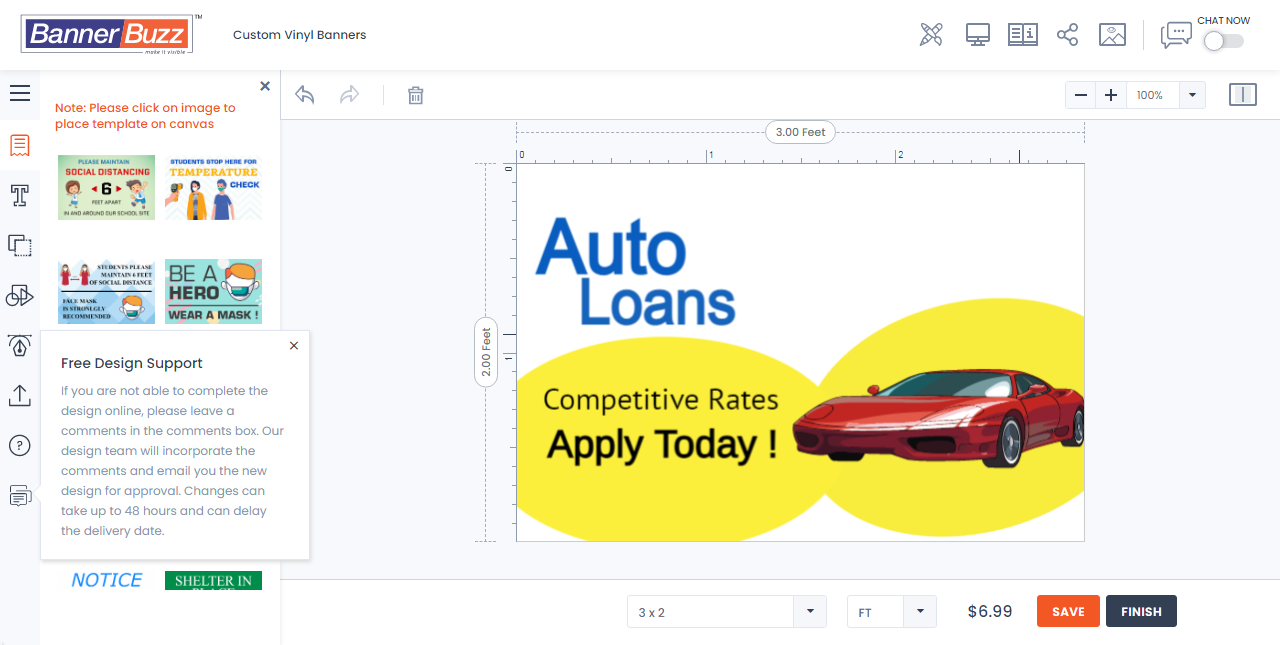 BannerBuzz™
make it visible
Custom Vinyl Banners
CHAT NOW
Note: Please click on image to
place template on canvas
100%
PLEASE MAINTAIN
SOCIAL DISTANCING
6
FEET APART
IN AND AROUND OUR SCHOOL SITE
STUDENTS STOP HERE FOR
TEMPERATURE
CHECK
STUDENTS PLEASE
MAINTAIN 6 FEET
OF SOCIAL DISTANCE
FACE MASK
IS STRONLGLY
RECOMMENDED
BE A
HERO
WEAR A MASK !
Free Design Support
If you are not able to complete the
design online, please leave a
comments in the comments box. Our
design team will incorporate the
comments and email you the new
design for approval. Changes can
take up to 48 hours and can delay
the delivery date.
NOTICE
SHELTER IN
PLACE
3.00 Feet
0
1
2
0
1
2.00 Feet
Auto
Loans
Competitive Rates
Apply Today !
3 x 2
FT
$6.99
SAVE
FINISH